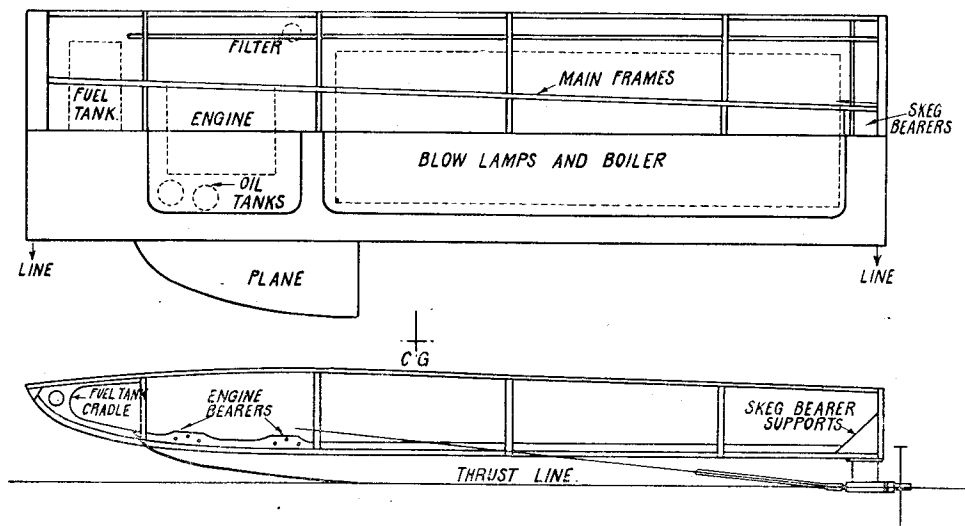 FILTER
MAIN FRAMES
FUEL
TANK.
ENGINE
SKEG
BEARERS
BLOW LAMPS AND BOILER
OIL
TANKS
LINE
PLANE
LINE
CG
FUEL TANK
CRADLE
ENGINE
BEARERS
SKEG BEARER
SUPPORTS
THRUST LINE.